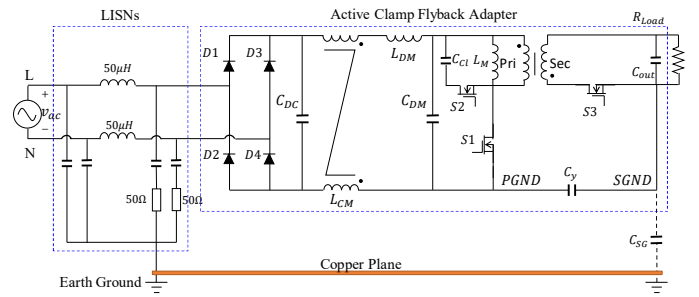 LISNs
Active Clamp Flyback Adapter
R_Load
50μH
D1
D3
L_DM
C_Cl
L_M
Pri
Sec
C_out
L
+
v_ac
−
S2
S3
C_DC
C_DM
50μH
S1
N
D2
D4
50Ω
50Ω
L_CM
PGND
C_y
SGND
C_SG
Copper Plane
Earth Ground